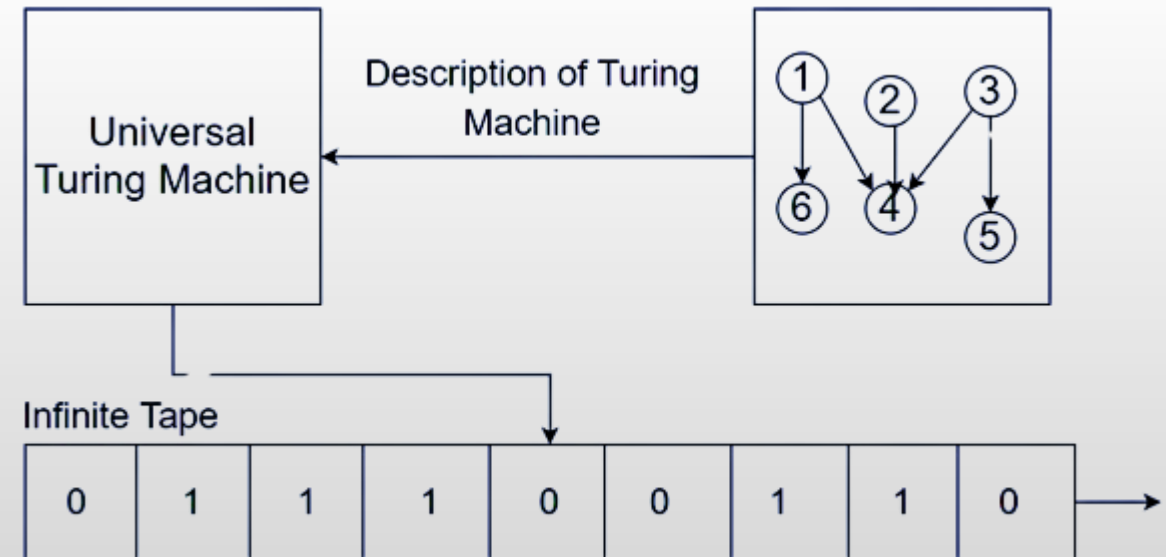 Universal
Turing Machine
Description of Turing
Machine
1
2
3
6
4
5
Infinite Tape
0 1 1 1 0 0 1 1 0